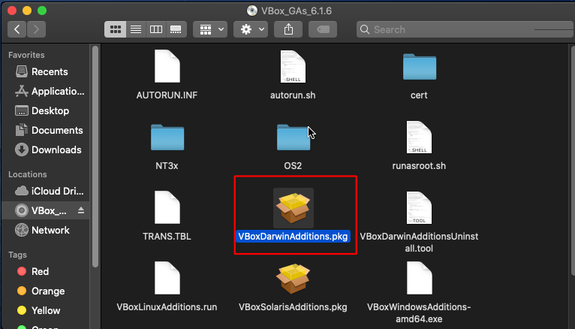 VBox_GAs_6.1.6
Search
Favorites
Recents
Applicatio...
Desktop
Documents
Downloads
Locations
iCloud Dri...
VBox_...
Network
Tags
Red
Orange
Yellow
AUTORUN.INF
SHELL
autorun.sh
cert
NT3x
OS2
SHELL
runasroot.sh
TRANS.TBL
VBoxDarwinAdditions.pkg
TOOL
VBoxDarwinAdditionsUninst
all.tool
VBoxLinuxAdditions.run
VBoxSolarisAdditions.pkg
VBoxWindowsAdditions-
amd64.exe